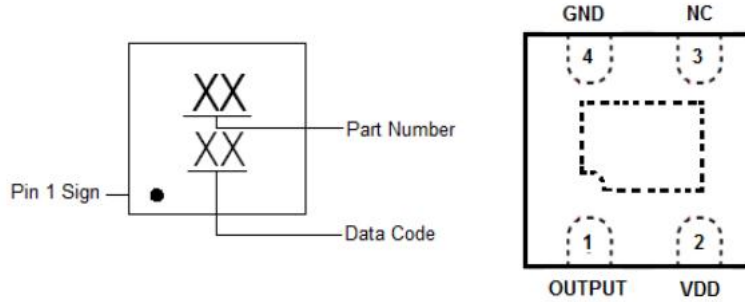 XX
Part Number
XX
Pin 1 Sign
Data Code
GND NC
4 3
1 2
OUTPUT VDD